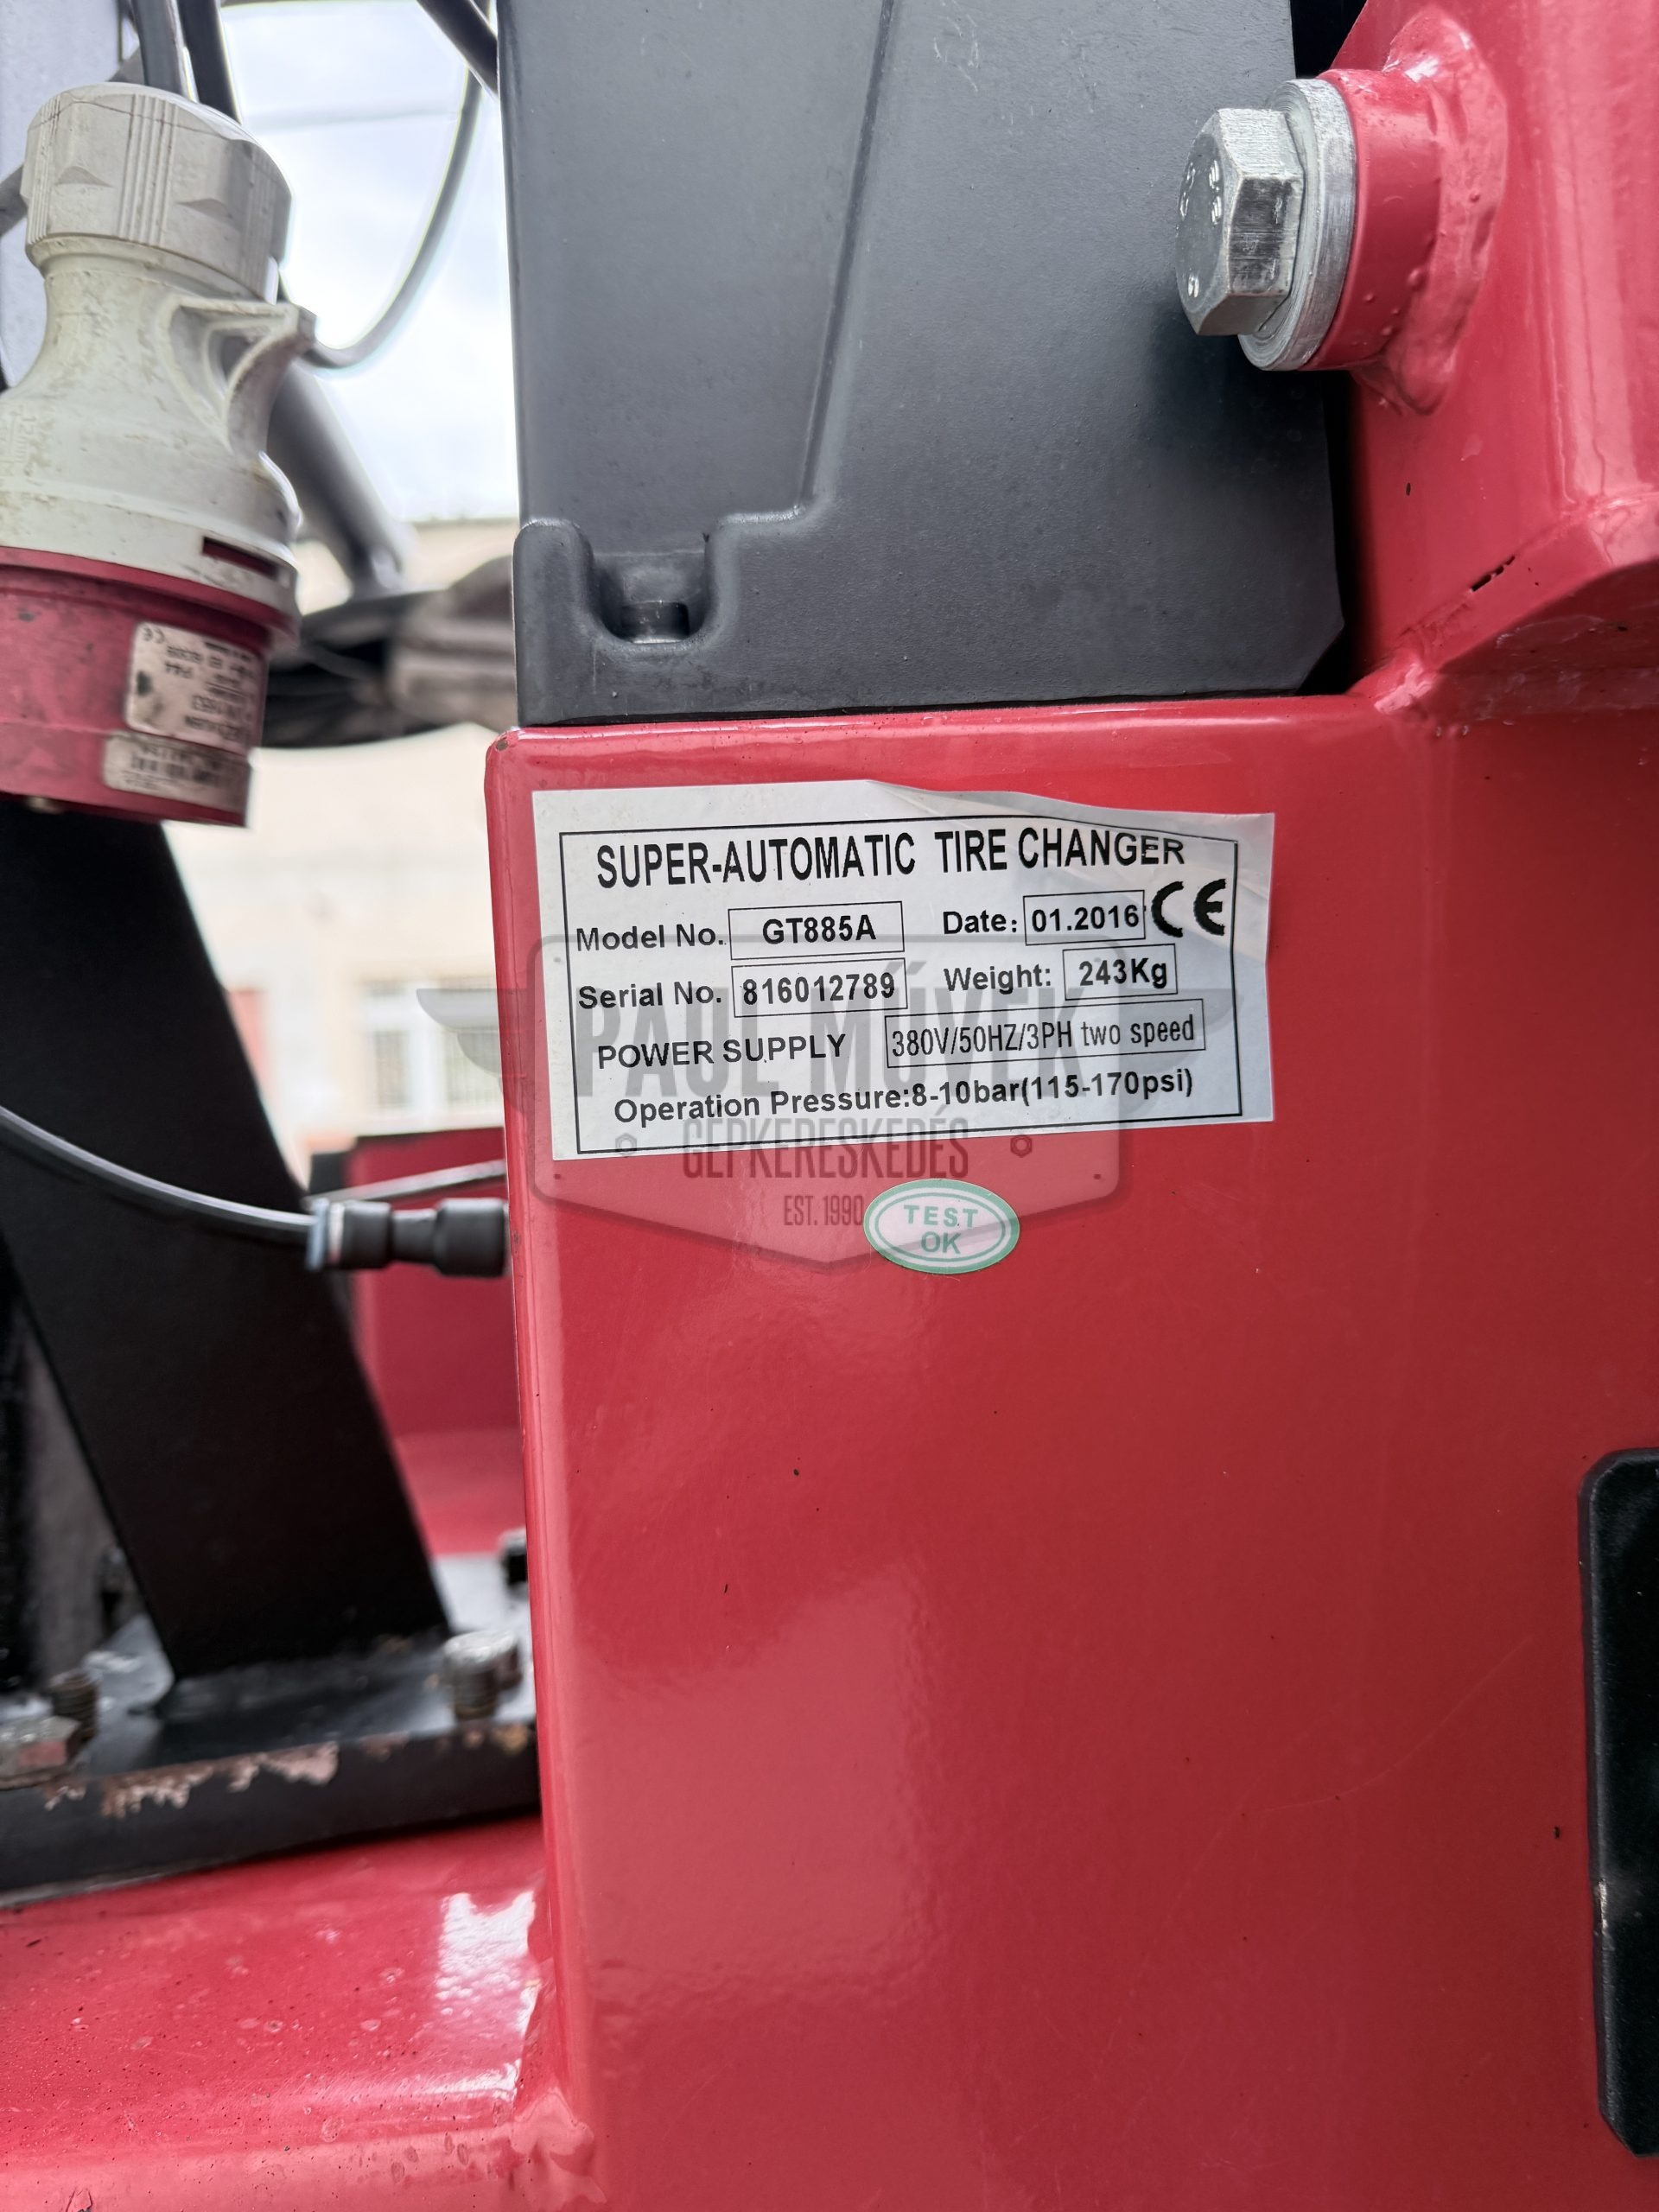 SUPER-AUTOMATIC TIRE CHANGER
Model No. GT885A Date: 01.2016 CE
Serial No. 816012789 Weight: 243Kg
POWER SUPPLY 380V/50HZ/3PH two speed
Operation Pressure:8-10bar(115-170psi)
PAUL MŰVEK
GÉPKERESKEDÉS
EST. 1990
TEST
OK